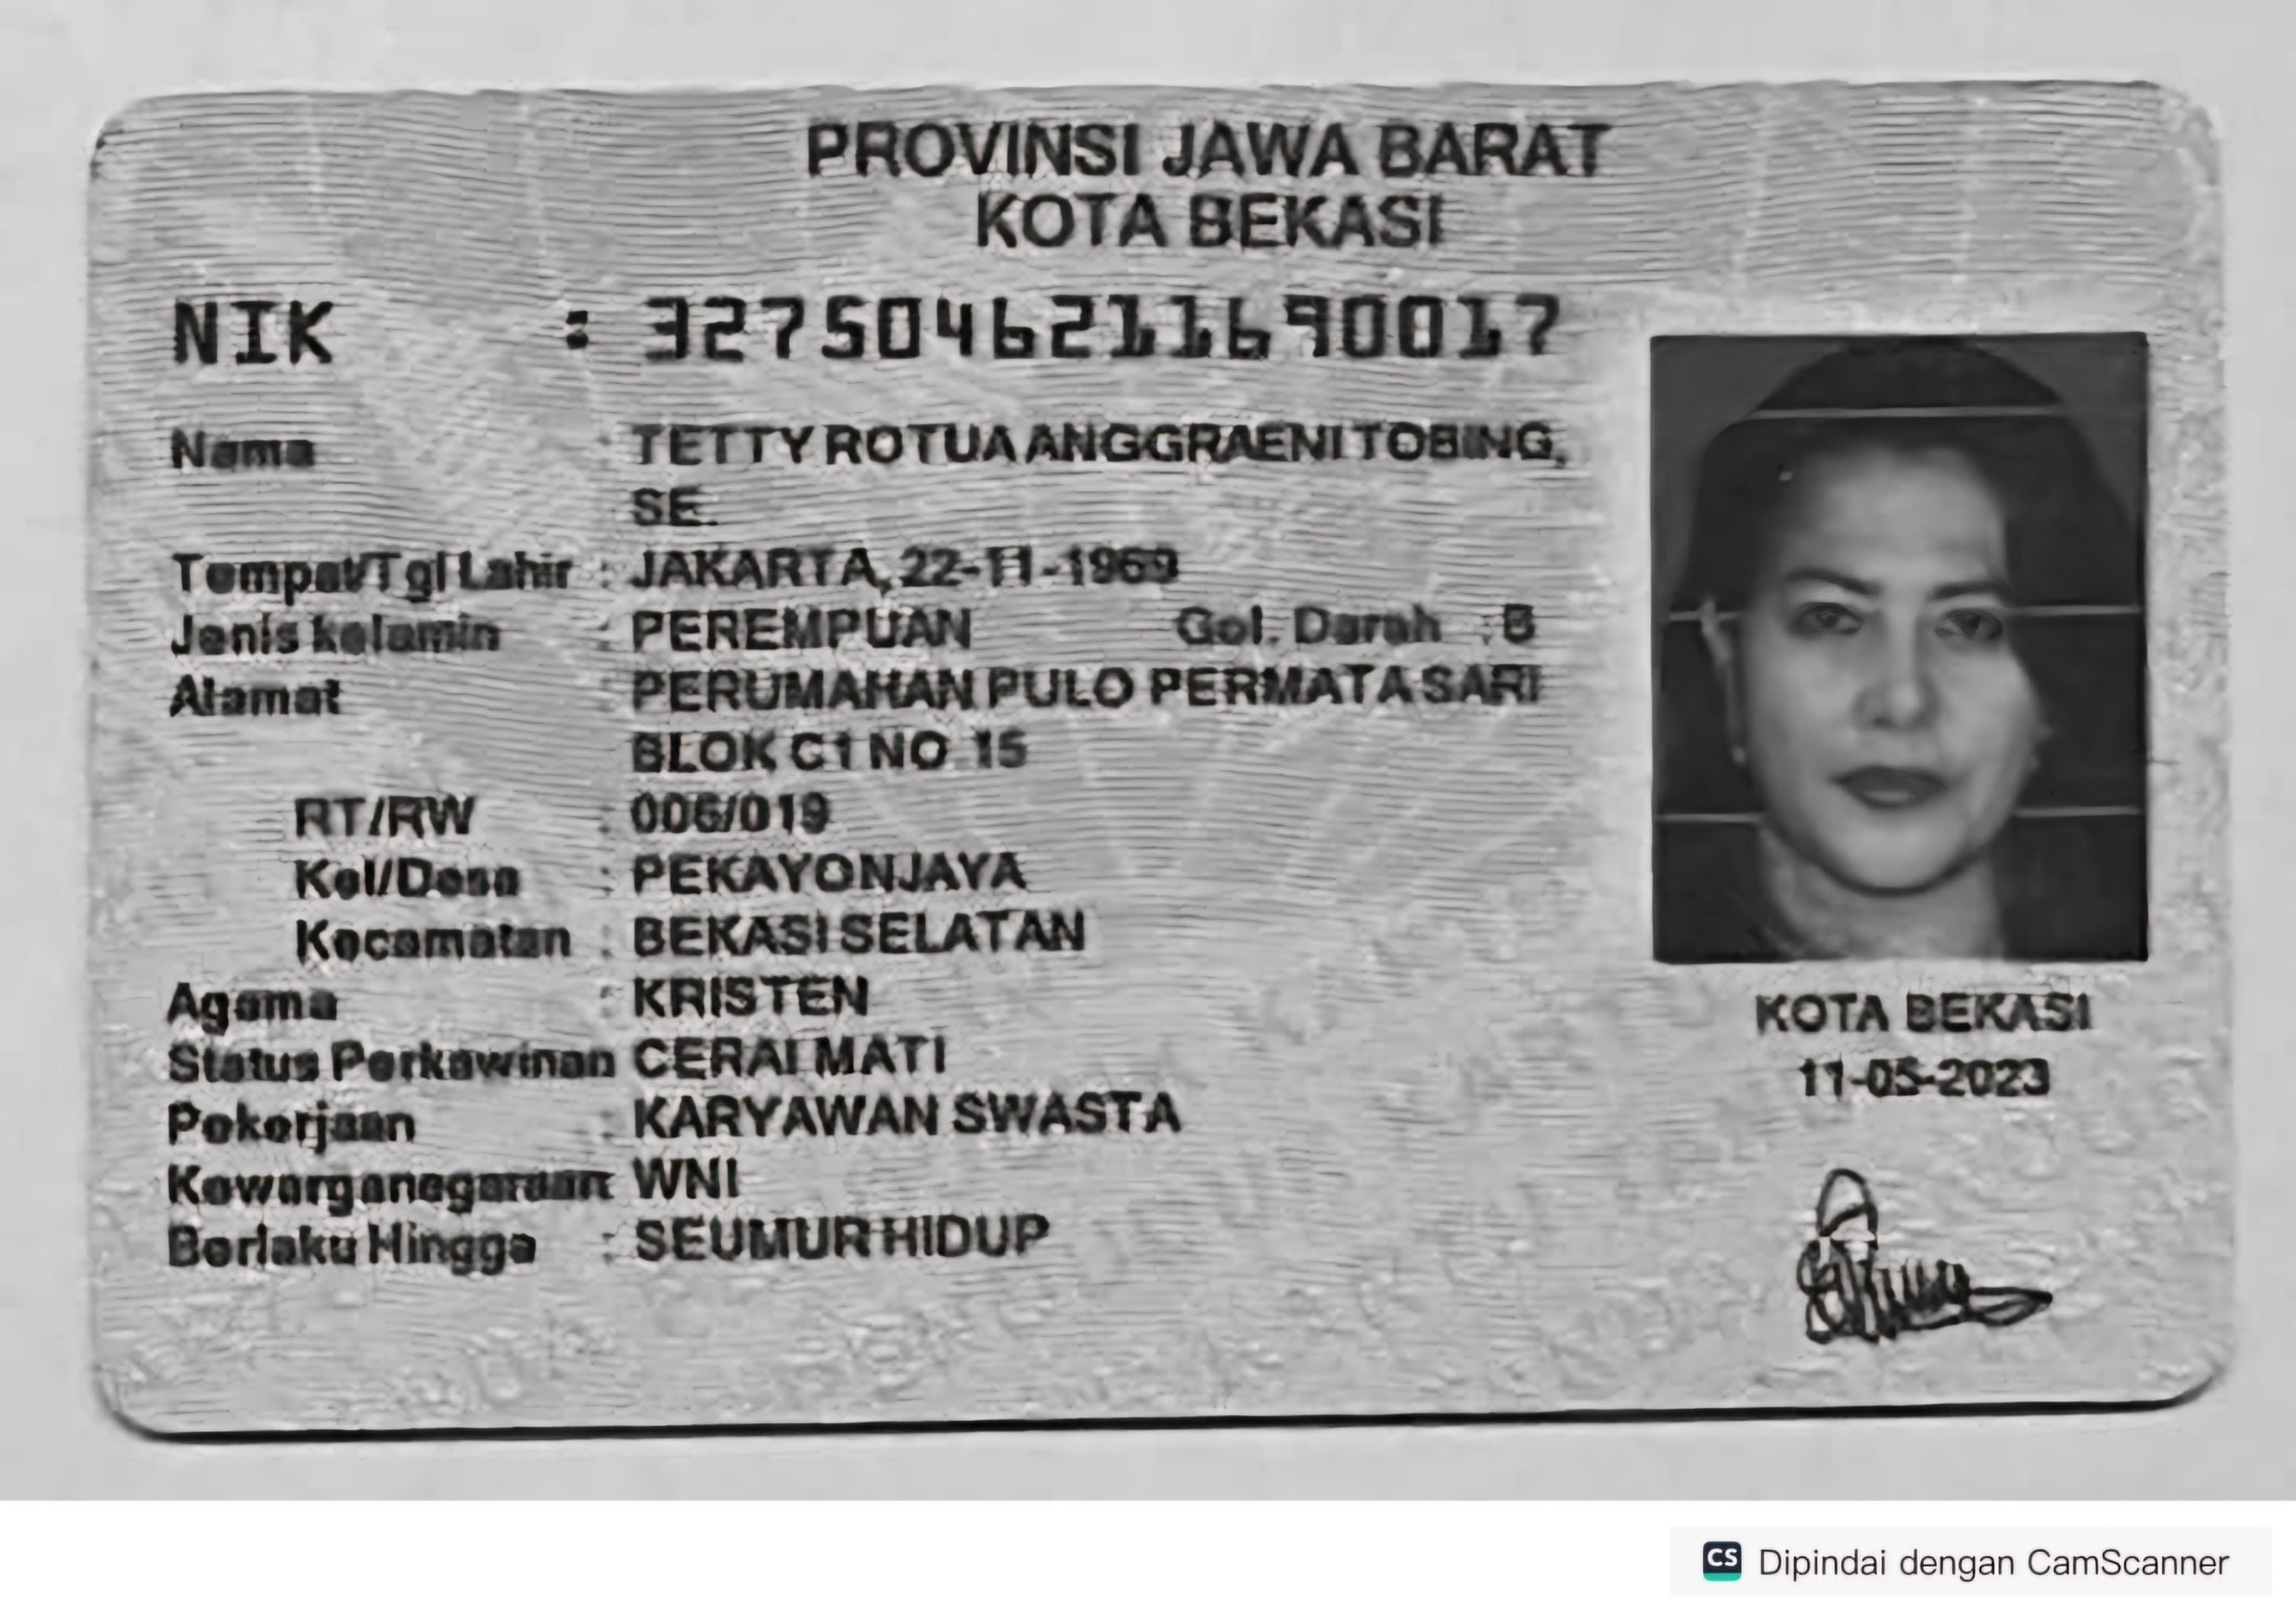 PROVINSI JAWA BARAT
KOTA BEKASI
NIK : 3275046211690017
Nama : TETTY ROTUA ANGGRAENI TOBING,
SE.
Tempat/Tgl Lahir : JAKARTA, 22-11-1969
Jenis kelamin : PEREMPUAN Gol. Darah : B
Alamat : PERUMAHAN PULO PERMATA SARI
BLOK C1 NO 15
RT/RW : 006/019
Kel/Desa : PEKAYONJAYA
Kecamatan : BEKASI SELATAN
Agama : KRISTEN
Status Perkawinan CERAI MATI
Pekerjaan : KARYAWAN SWASTA
Kewarganegaraan WNI
Berlaku Hingga : SEUMUR HIDUP
KOTA BEKASI
11-05-2023
CS Dipindai dengan CamScanner